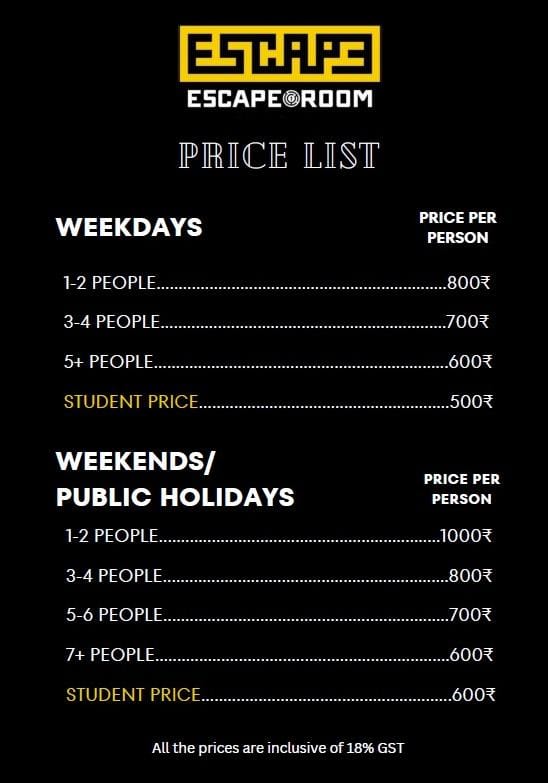 ESCAPE
ESCAPE@ROOM
PRICE LIST
WEEKDAYS
PRICE PER
PERSON
1-2 PEOPLE.................................................................800₹
3-4 PEOPLE................................................................700₹
5+ PEOPLE..................................................................600₹
STUDENT PRICE........................................................500₹
WEEKENDS/
PUBLIC HOLIDAYS
PRICE PER
PERSON
1-2 PEOPLE...............................................................1000₹
3-4 PEOPLE................................................................800₹
5-6 PEOPLE................................................................700₹
7+ PEOPLE..................................................................600₹
STUDENT PRICE........................................................600₹
All the prices are inclusive of 18% GST